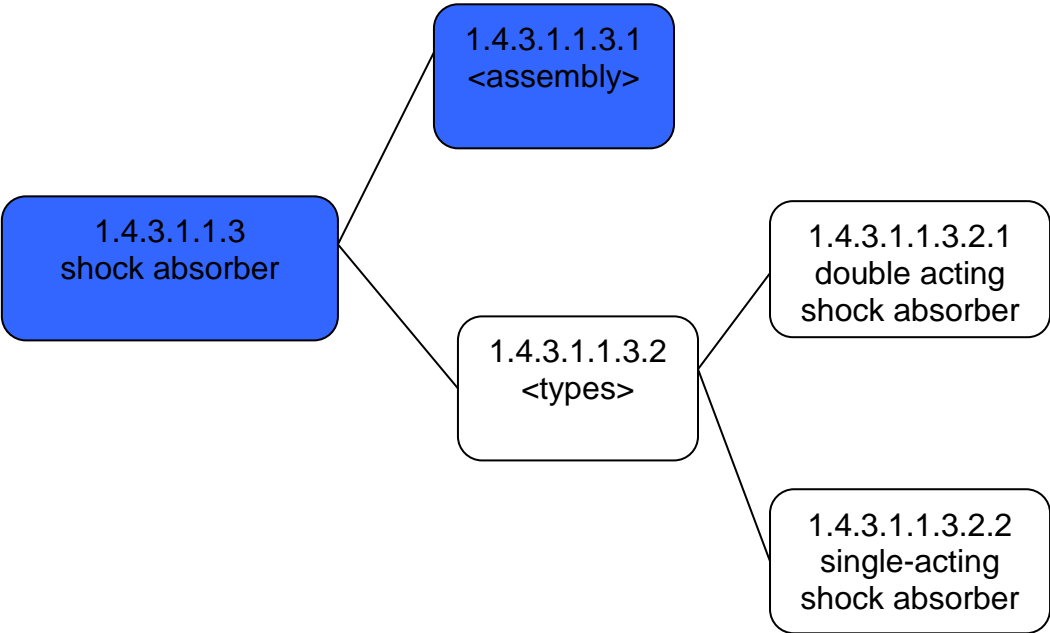 1.4.3.1.1.3.1
<assembly>
1.4.3.1.1.3
shock absorber
1.4.3.1.1.3.2.1
double acting
shock absorber
1.4.3.1.1.3.2
<types>
1.4.3.1.1.3.2.2
single-acting
shock absorber